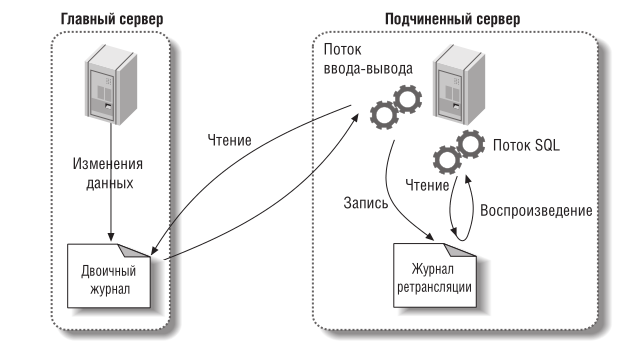 Главный сервер
Подчиненный сервер
Поток
ввода-вывода
Чтение
Изменения
данных
Поток SQL
Чтение
Запись
Воспроизведение
Двоичный
журнал
Журнал
ретрансляции